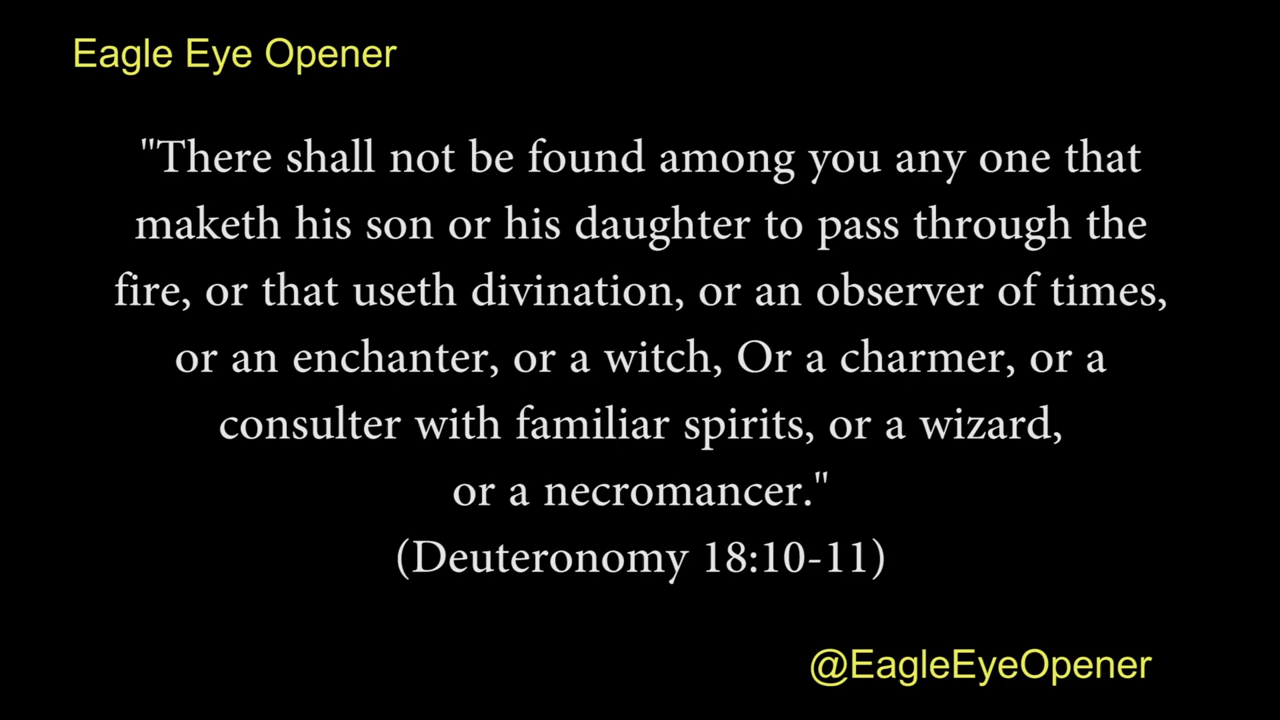 Eagle Eye Opener
"There shall not be found among you any one that
maketh his son or his daughter to pass through the
fire, or that useth divination, or an observer of times,
or an enchanter, or a witch, Or a charmer, or a
consulter with familiar spirits, or a wizard,
or a necromancer."
(Deuteronomy 18:10-11)
@EagleEyeOpener